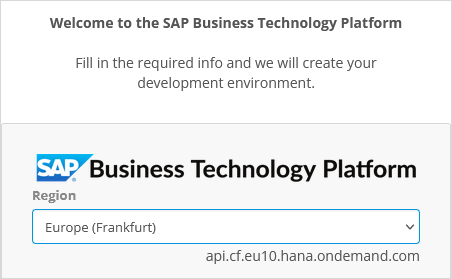 Welcome to the SAP Business Technology Platform
Fill in the required info and we will create your
development environment.
SAP Business Technology Platform
Region
Europe (Frankfurt)
api.cf.eu10.hana.ondemand.com